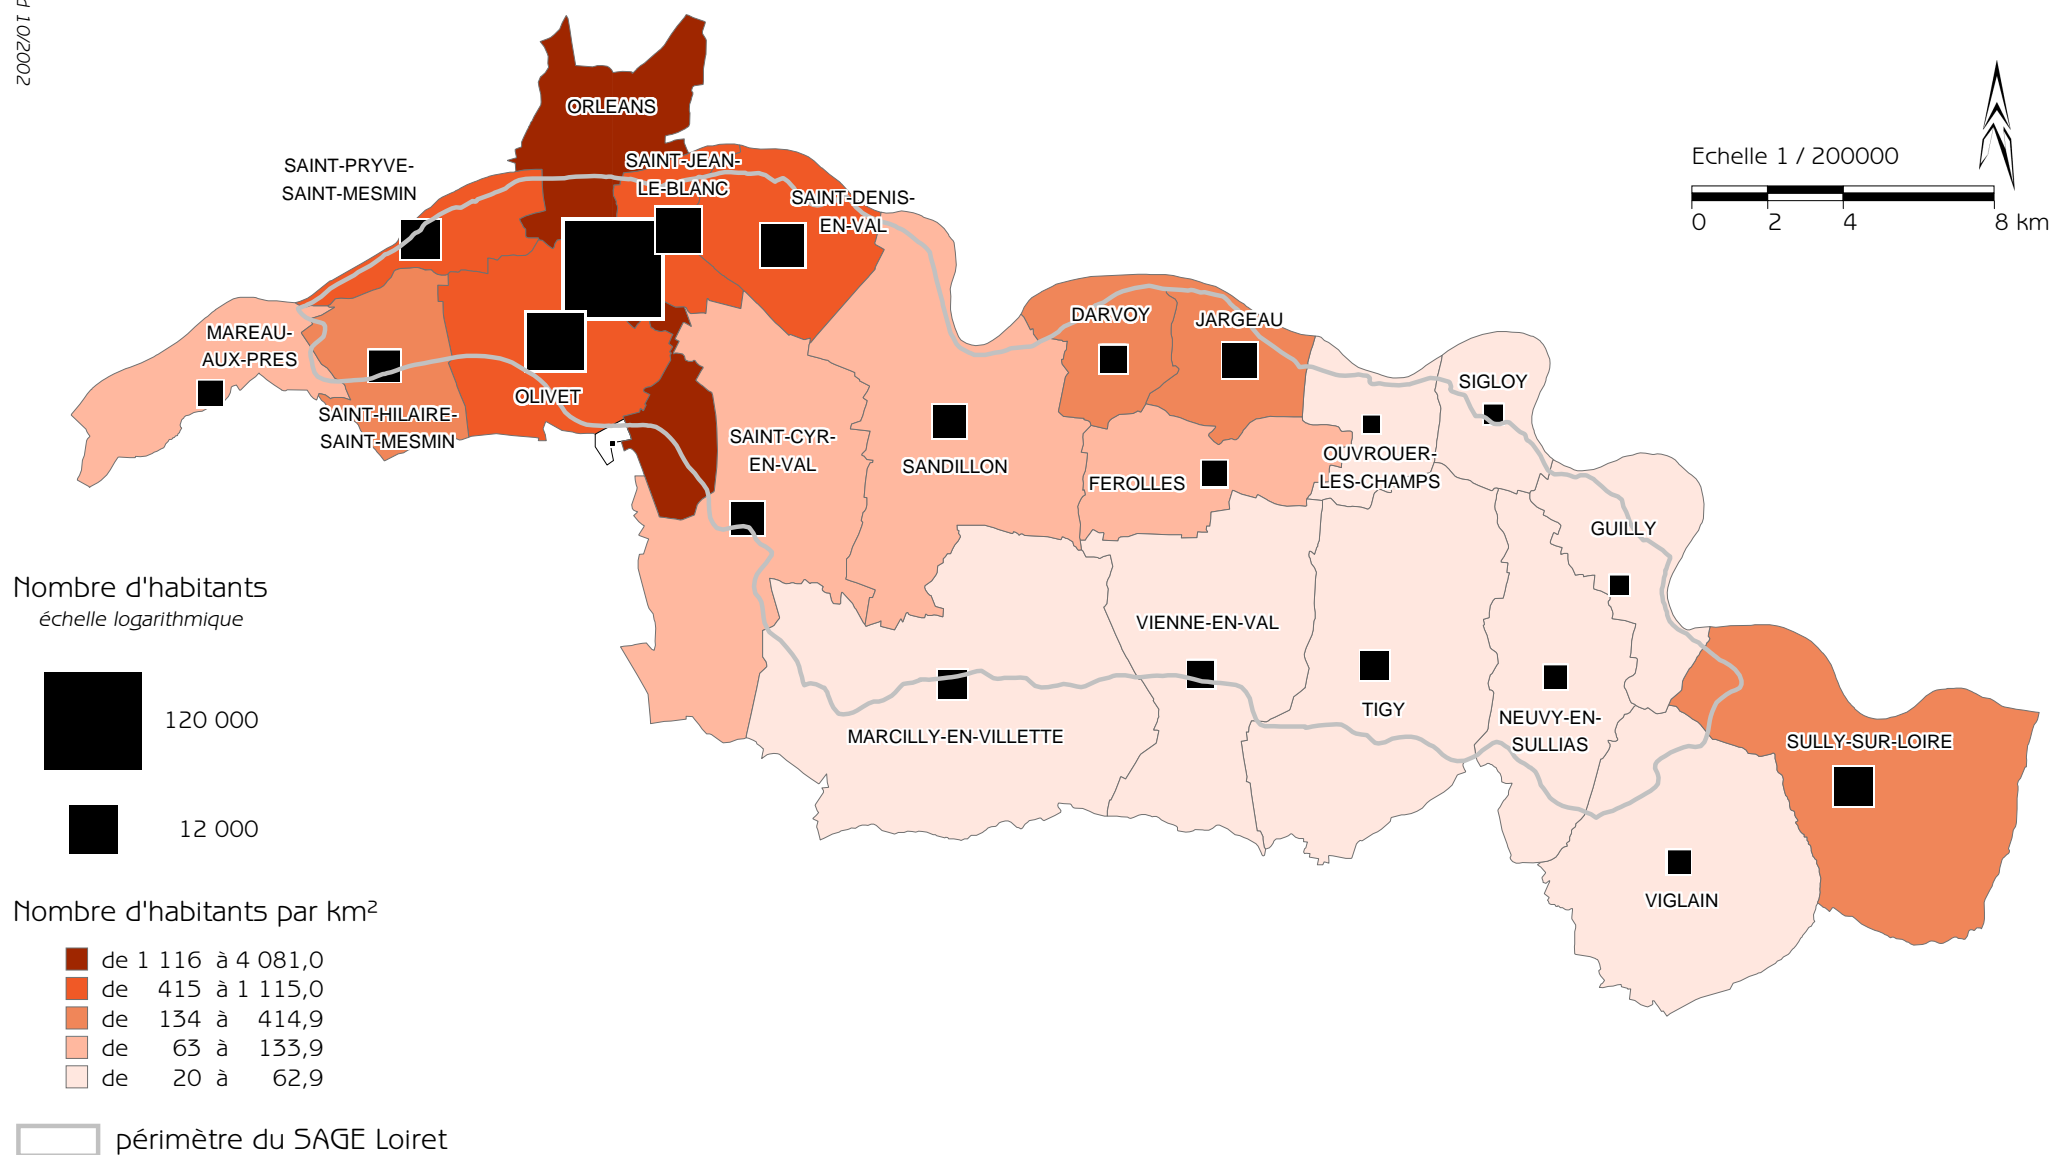 10/2002
ORLEANS
SAINT-PRYVE-
SAINT-MESMIN
SAINT-JEAN-
LE-BLANC
SAINT-DENIS-
EN-VAL
Echelle 1 / 200000
0 2 4 8 km
MAREAU-
AUX-PRES
DARVOY
JARGEAU
SIGLOY
OLIVET
SAINT-HILAIRE-
SAINT-MESMIN
SAINT-CYR-
EN-VAL
SANDILLON
FEROLLES
OUVROUER-
LES-CHAMPS
GUILLY
VIENNE-EN-VAL
TIGY
NEUVY-EN-
SULLIAS
MARCILLY-EN-VILLETTE
SULLY-SUR-LOIRE
VIGLAIN
Nombre d'habitants
échelle logarithmique
120 000
12 000
Nombre d'habitants par km²
de 1 116 à 4 081,0
de 415 à 1 115,0
de 134 à 414,9
de 63 à 133,9
de 20 à 62,9
périmètre du SAGE Loiret